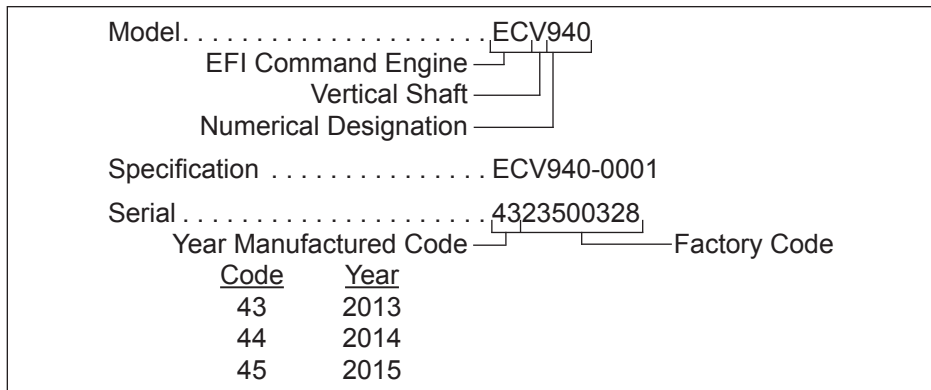 Model. . . . . . . . . . . . . . . . . . . . . ECV940
EFI Command Engine
Vertical Shaft
Numerical Designation
Specification . . . . . . . . . . . . . . . ECV940-0001
Serial . . . . . . . . . . . . . . . . . . . . . 4323500328
Year Manufactured Code Factory Code
Code Year
43 2013
44 2014
45 2015